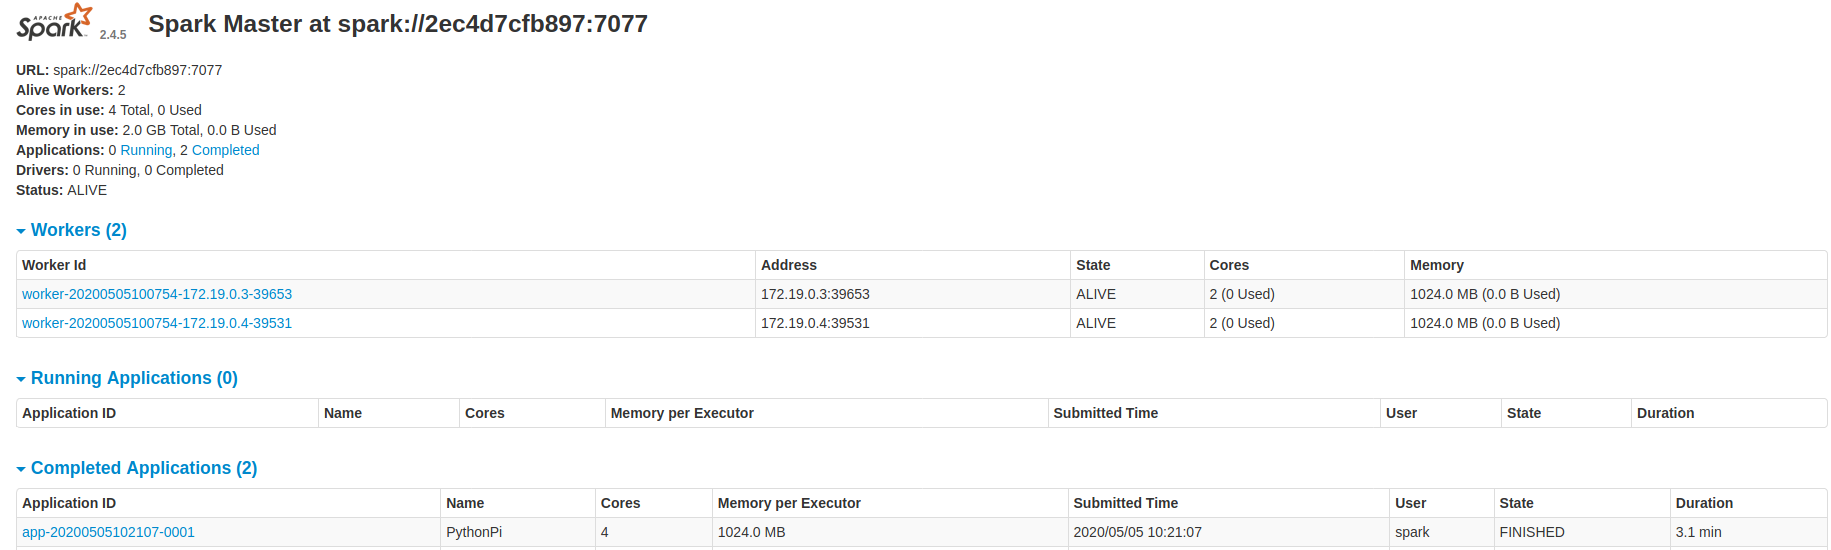 APACHE
Spark 2.4.5 Spark Master at spark://2ec4d7cfb897:7077
URL: spark://2ec4d7cfb897:7077
Alive Workers: 2
Cores in use: 4 Total, 0 Used
Memory in use: 2.0 GB Total, 0.0 B Used
Applications: 0 Running, 2 Completed
Drivers: 0 Running, 0 Completed
Status: ALIVE
Workers (2)
Worker Id Address State Cores Memory
worker-20200505100754-172.19.0.3-39653 172.19.0.3:39653 ALIVE 2 (0 Used) 1024.0 MB (0.0 B Used)
worker-20200505100754-172.19.0.4-39531 172.19.0.4:39531 ALIVE 2 (0 Used) 1024.0 MB (0.0 B Used)
Running Applications (0)
Application ID Name Cores Memory per Executor Submitted Time User State Duration
Completed Applications (2)
Application ID Name Cores Memory per Executor Submitted Time User State Duration
app-20200505102107-0001 PythonPi 4 1024.0 MB 2020/05/05 10:21:07 spark FINISHED 3.1 min